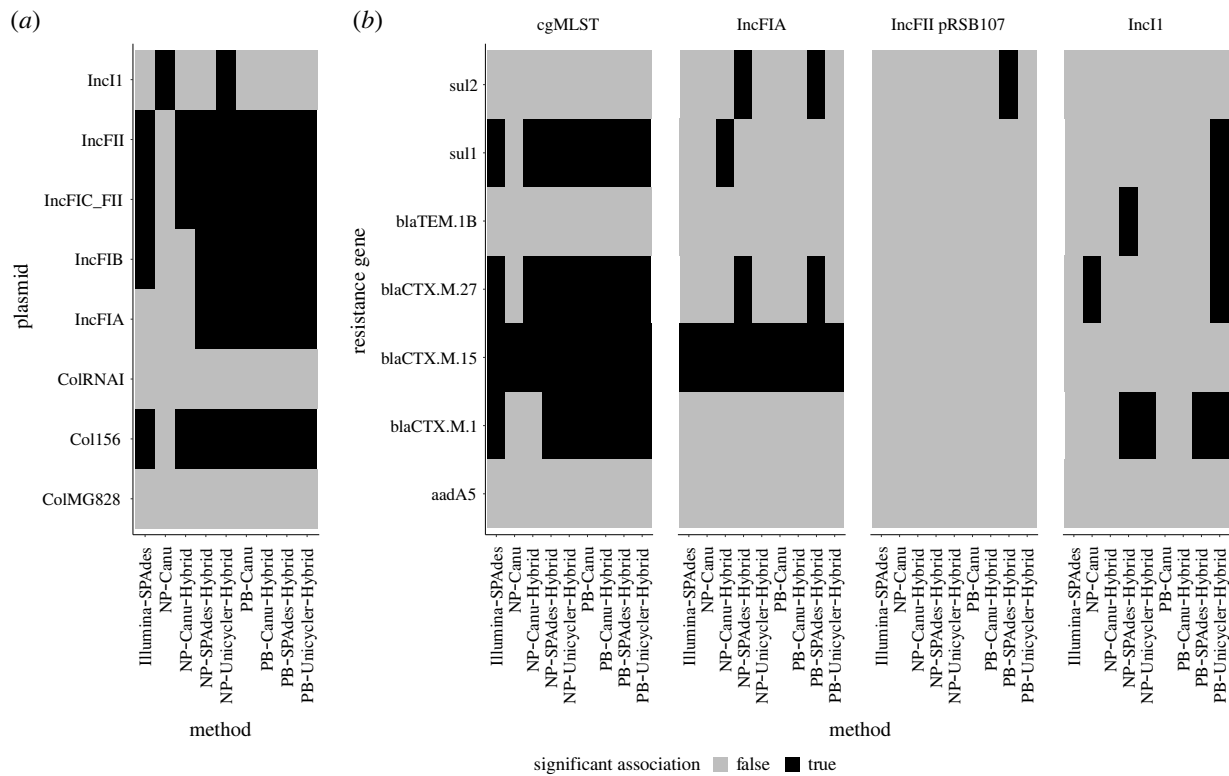 (a)
IncI1
IncFII
IncFIC_FII
IncFIB
IncFIA
ColRNAI
Col156
ColMG828
plasmid
Illumina-SPAdes
NP-Canu
NP-Canu-Hybrid
NP-SPAdes-Hybrid
NP-Unicycler-Hybrid
PB-Canu
PB-Canu-Hybrid
PB-SPAdes-Hybrid
PB-Unicycler-Hybrid
method
(b)
cgMLST
IncFIA
IncFII pRSB107
IncI1
sul2
sul1
blaTEM.1B
blaCTX.M.27
blaCTX.M.15
blaCTX.M.1
aadA5
resistance gene
Illumina-SPAdes
NP-Canu
NP-Canu-Hybrid
NP-SPAdes-Hybrid
NP-Unicycler-Hybrid
PB-Canu
PB-Canu-Hybrid
PB-SPAdes-Hybrid
PB-Unicycler-Hybrid
Illumina-SPAdes
NP-Canu
NP-Canu-Hybrid
NP-SPAdes-Hybrid
NP-Unicycler-Hybrid
PB-Canu
PB-Canu-Hybrid
PB-SPAdes-Hybrid
PB-Unicycler-Hybrid
Illumina-SPAdes
NP-Canu
NP-Canu-Hybrid
NP-SPAdes-Hybrid
NP-Unicycler-Hybrid
PB-Canu
PB-Canu-Hybrid
PB-SPAdes-Hybrid
PB-Unicycler-Hybrid
Illumina-SPAdes
NP-Canu
NP-Canu-Hybrid
NP-SPAdes-Hybrid
NP-Unicycler-Hybrid
PB-Canu
PB-Canu-Hybrid
PB-SPAdes-Hybrid
PB-Unicycler-Hybrid
method
significant association false true